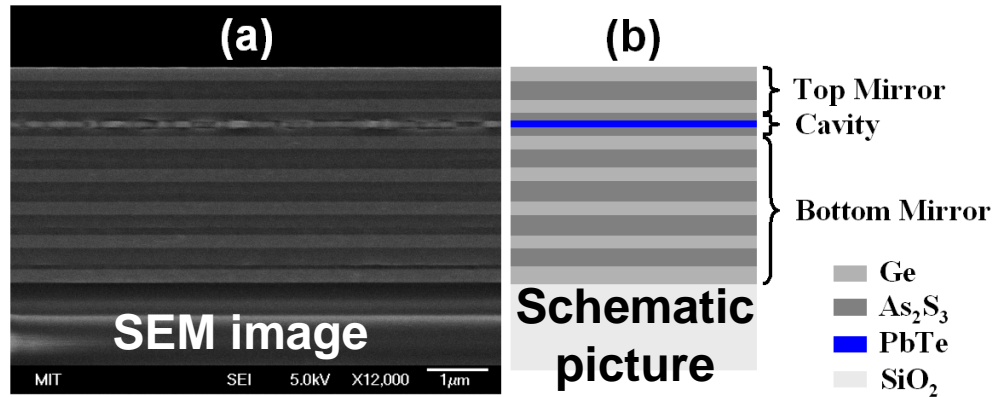 (a)
SEM image
MIT SEI 5.0kV X12,000 1µm
(b)
Top Mirror
Cavity
Bottom Mirror
Ge
As₂S₃
PbTe
SiO₂
Schematic
picture